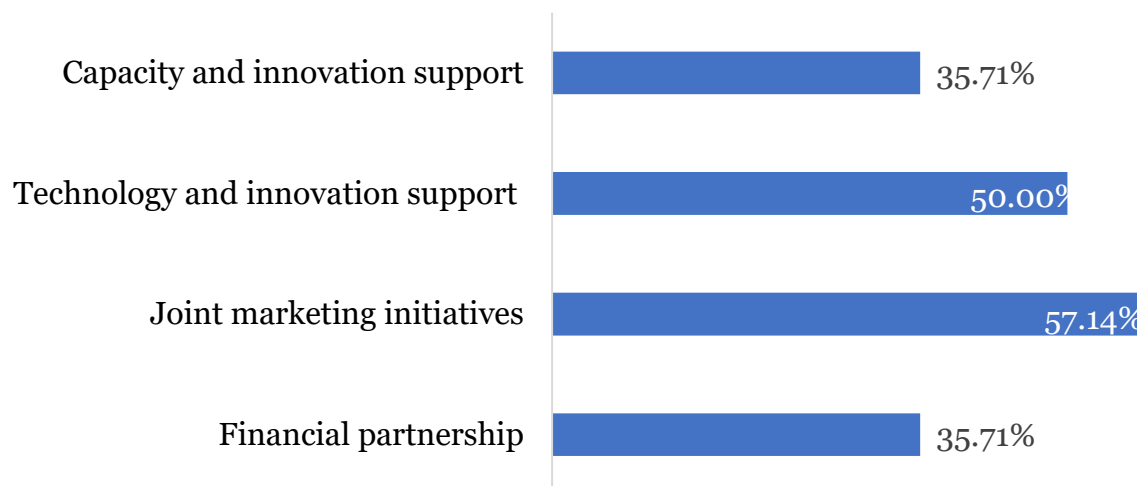 Capacity and innovation support
35.71%
Technology and innovation support
50.00%
Joint marketing initiatives
57.14%
Financial partnership
35.71%